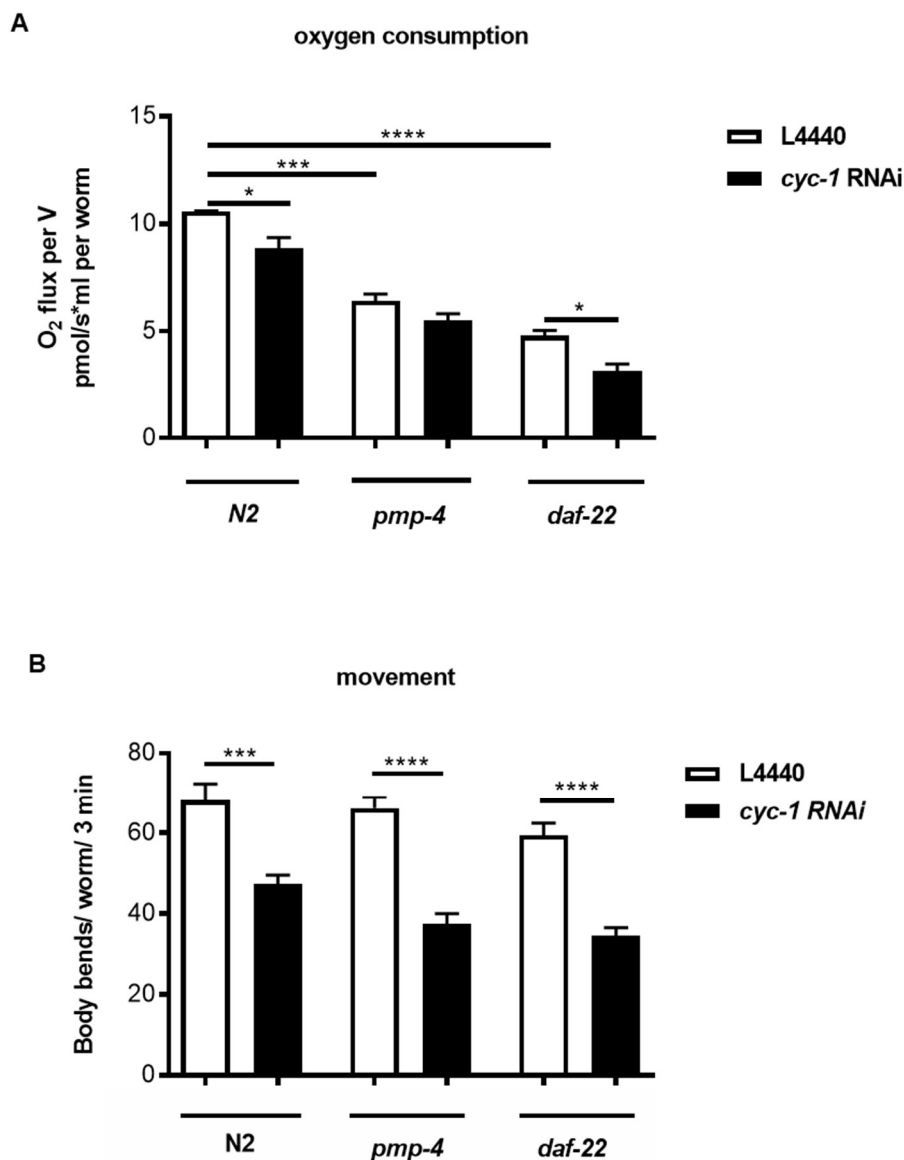 A
oxygen consumption
15
10
5
0
O₂ flux per V
pmol/s*ml per worm
****
***
*
*
L4440
cyc-1 RNAi
N2
pmp-4
daf-22
B
movement
80
60
40
20
0
Body bends/ worm/ 3 min
***
****
****
L4440
cyc-1 RNAi
N2
pmp-4
daf-22